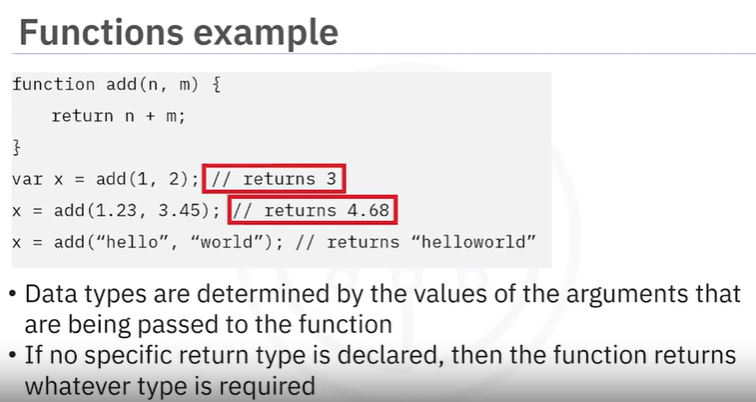 Functions example
function add(n, m) {
return n + m;
}
var x = add(1, 2); // returns 3
x = add(1.23, 3.45); // returns 4.68
x = add(“hello”, “world”); // returns “helloworld”
• Data types are determined by the values of the arguments that
are being passed to the function
• If no specific return type is declared, then the function returns
whatever type is required